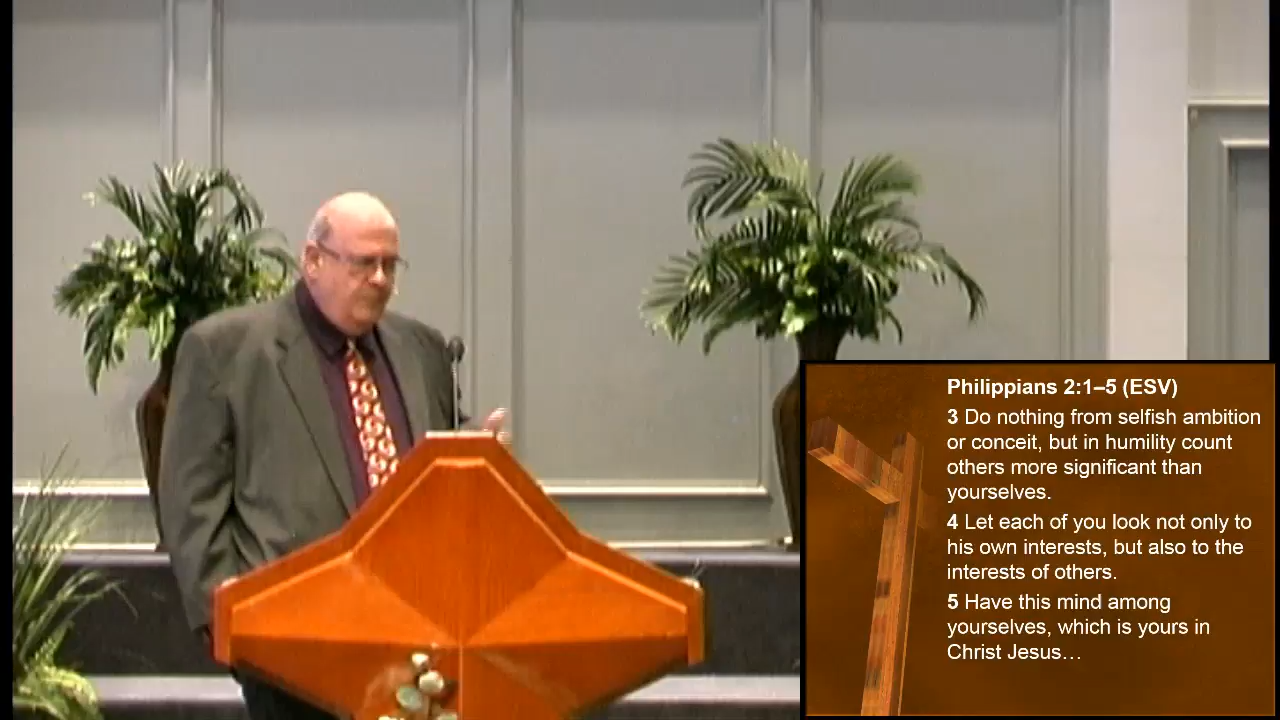 Philippians 2:1–5 (ESV)
3 Do nothing from selfish ambition
or conceit, but in humility count
others more significant than
yourselves.
4 Let each of you look not only to
his own interests, but also to the
interests of others.
5 Have this mind among
yourselves, which is yours in
Christ Jesus…